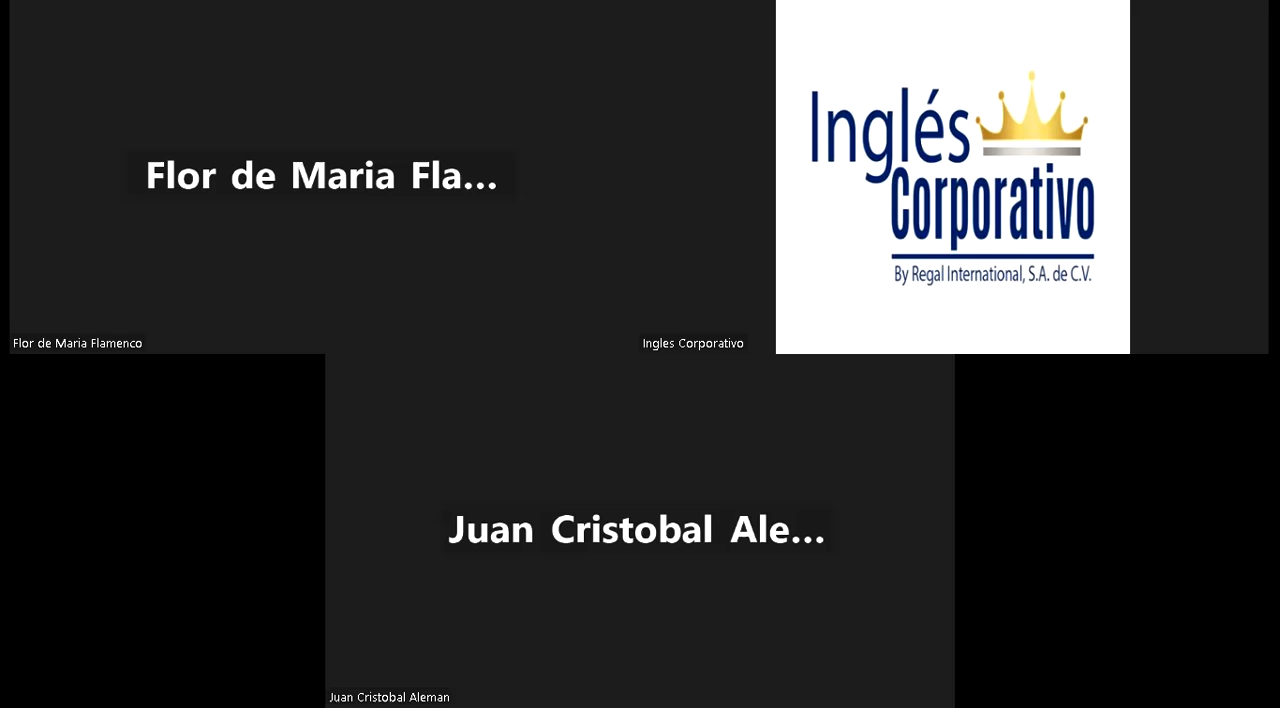 Flor de Maria Fla...
Flor de Maria Flamenco
Inglés
Corporativo
By Regal International, S.A. de C.V.
Ingles Corporativo
Juan Cristobal Ale...
Juan Cristobal Aleman